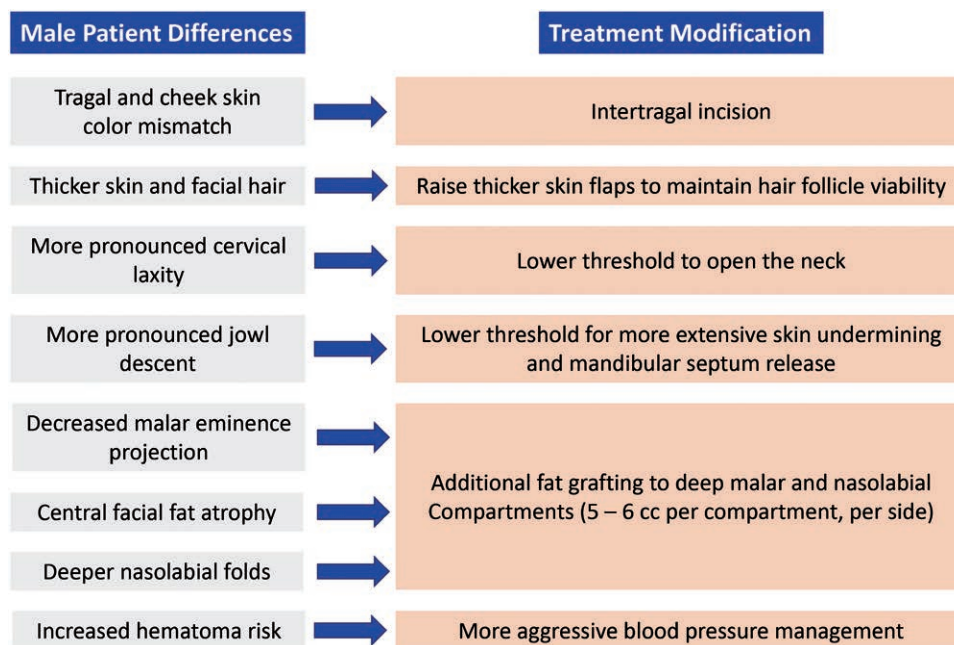 Male Patient Differences
Treatment Modification
Tragal and cheek skin
color mismatch
Intertragal incision
Thicker skin and facial hair
Raise thicker skin flaps to maintain hair follicle viability
More pronounced cervical
laxity
Lower threshold to open the neck
More pronounced jowl
descent
Lower threshold for more extensive skin undermining
and mandibular septum release
Decreased malar eminence
projection
Central facial fat atrophy
Deeper nasolabial folds
Additional fat grafting to deep malar and nasolabial
Compartments (5 – 6 cc per compartment, per side)
Increased hematoma risk
More aggressive blood pressure management